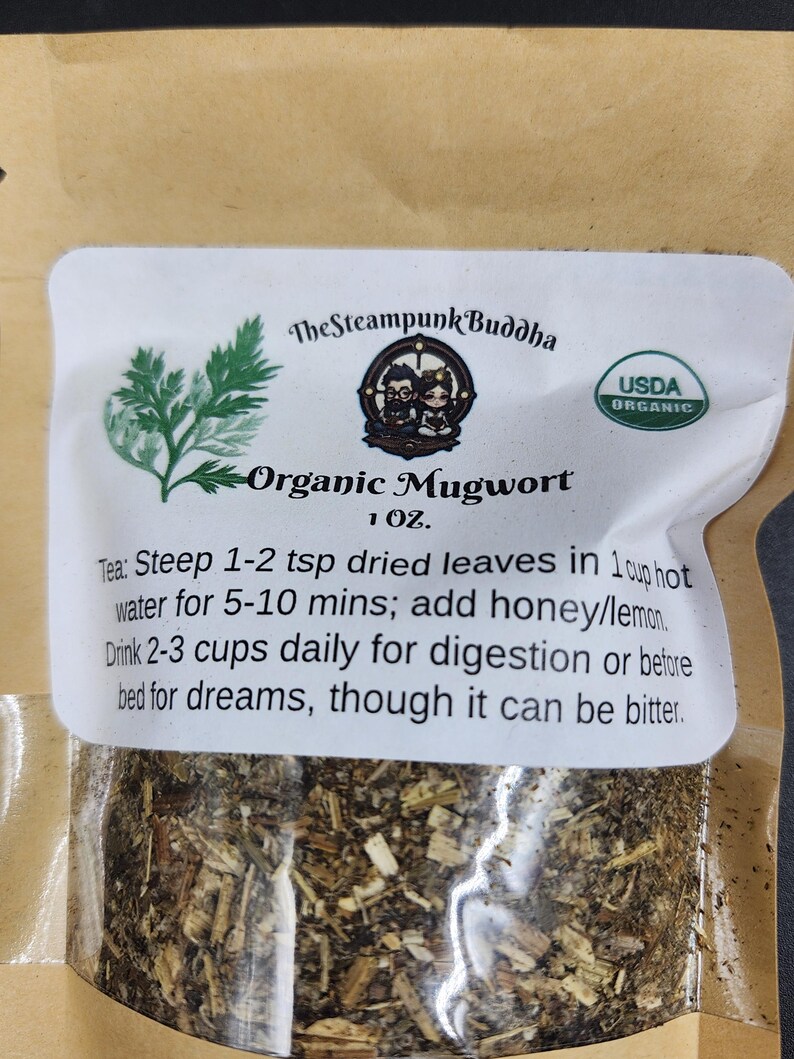 TheSteampunkBuddha
USDA
ORGANIC
Organic Mugwort
1 OZ.
Tea: Steep 1-2 tsp dried leaves in 1 cup hot
water for 5-10 mins; add honey/lemon.
Drink 2-3 cups daily for digestion or before
bed for dreams, though it can be bitter.